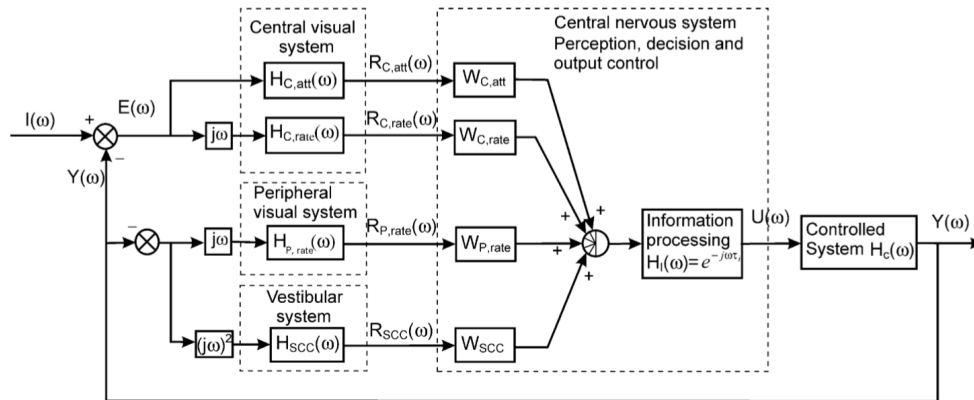 Central visual
system
Central nervous system
Perception, decision and
output control
I(ω)
+
E(ω)
−
Y(ω)
jω
H_C,att(ω)
R_C,att(ω)
W_C,att
jω
H_C,rate(ω)
R_C,rate(ω)
W_C,rate
Peripheral
visual system
−
jω
H_P, rate(ω)
R_P,rate(ω)
W_P,rate
Vestibular
system
(jω)²
H_SCC(ω)
R_SCC(ω)
W_SCC
+
+
+
+
Information
processing
H_I(ω)=e^−jωτ
U(ω)
Controlled
System H_c(ω)
Y(ω)